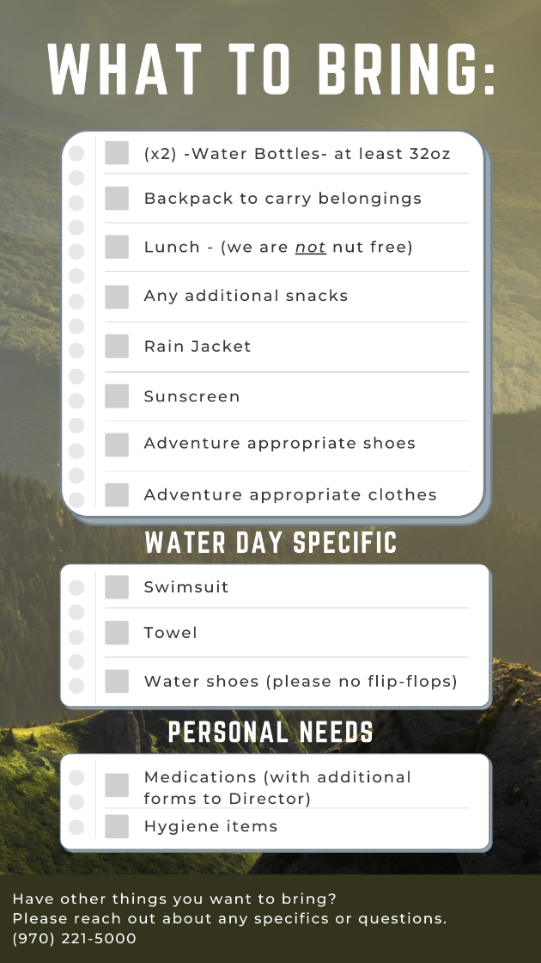 WHAT TO BRING:
(x2) -Water Bottles- at least 32oz
Backpack to carry belongings
Lunch - (we are not nut free)
Any additional snacks
Rain Jacket
Sunscreen
Adventure appropriate shoes
Adventure appropriate clothes
WATER DAY SPECIFIC
Swimsuit
Towel
Water shoes (please no flip-flops)
PERSONAL NEEDS
Medications (with additional
forms to Director)
Hygiene items
Have other things you want to bring?
Please reach out about any specifics or questions.
(970) 221-5000